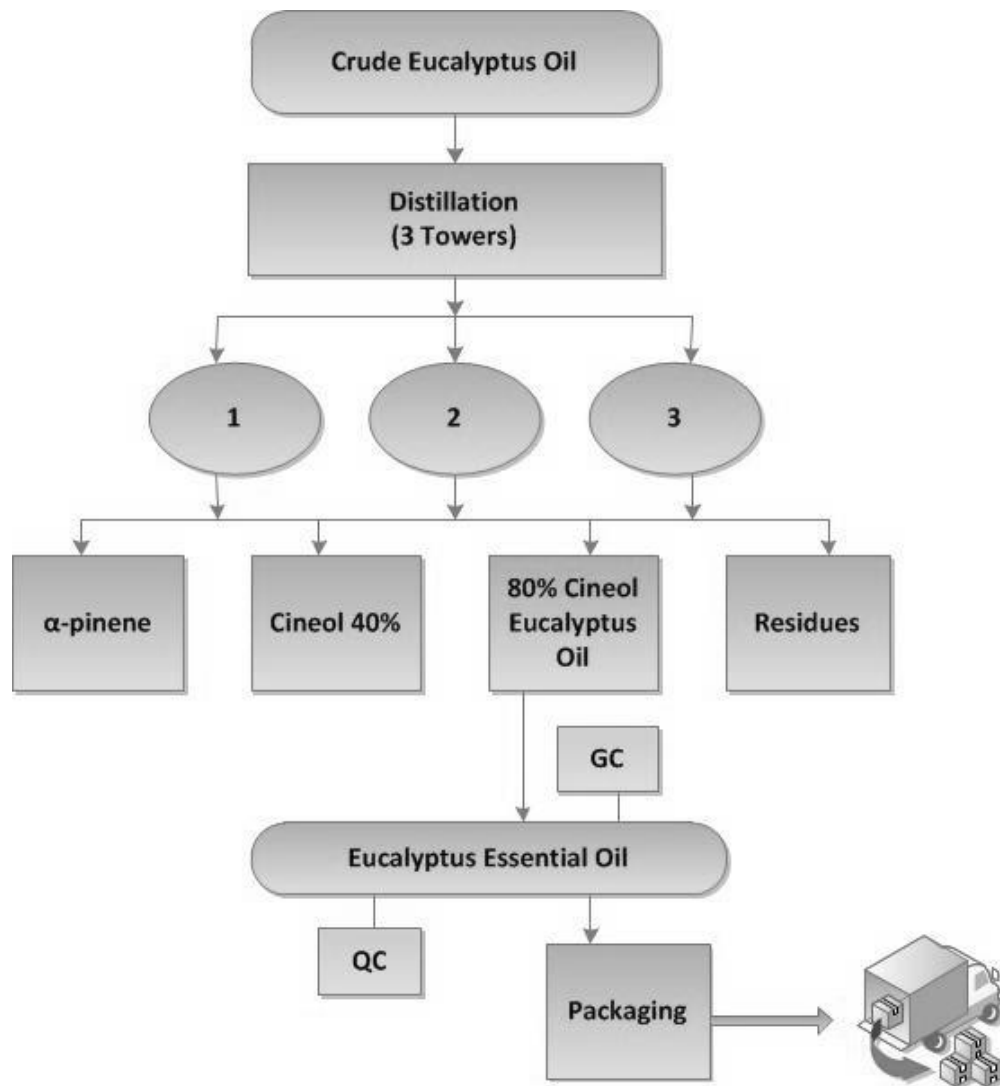 Crude Eucalyptus Oil
Distillation
(3 Towers)
1
2
3
α-pinene
Cineol 40%
80% Cineol
Eucalyptus
Oil
Residues
GC
Eucalyptus Essential Oil
QC
Packaging